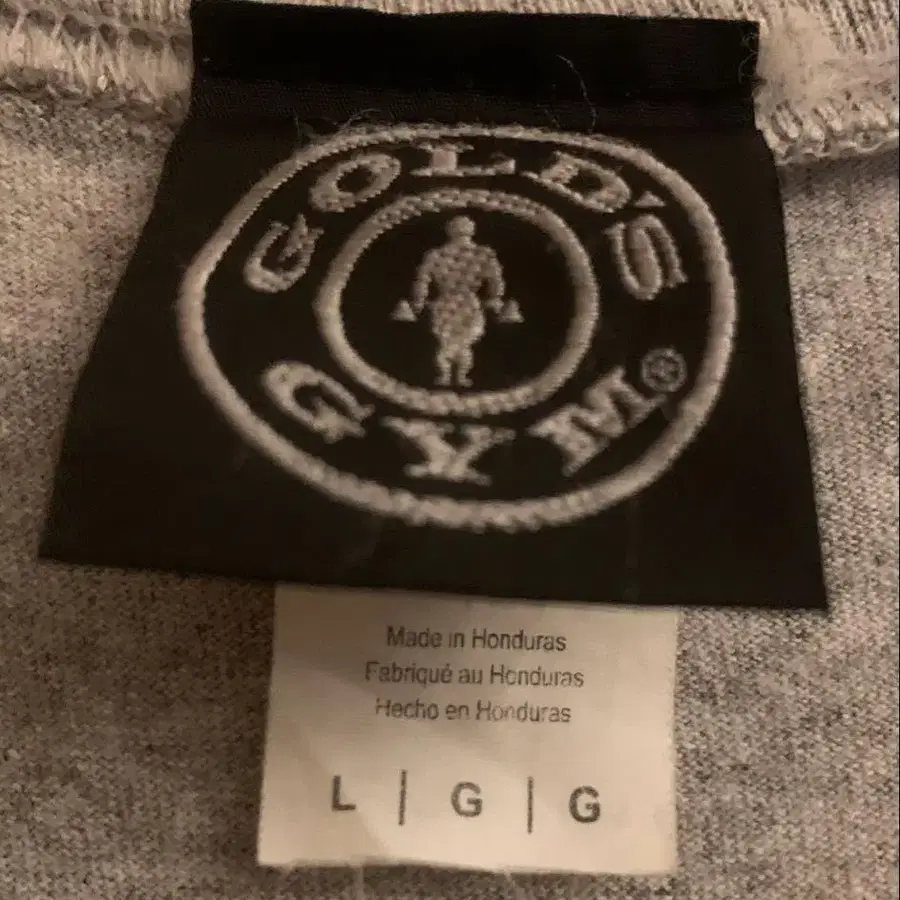 GOLD'S
GYM®
Made in Honduras
Fabriqué au Honduras
Hecho en Honduras
L | G | G